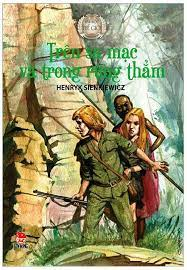 Trên sa mạc
và trong rừng thẳm
HENRYK SIENKIEWICZ